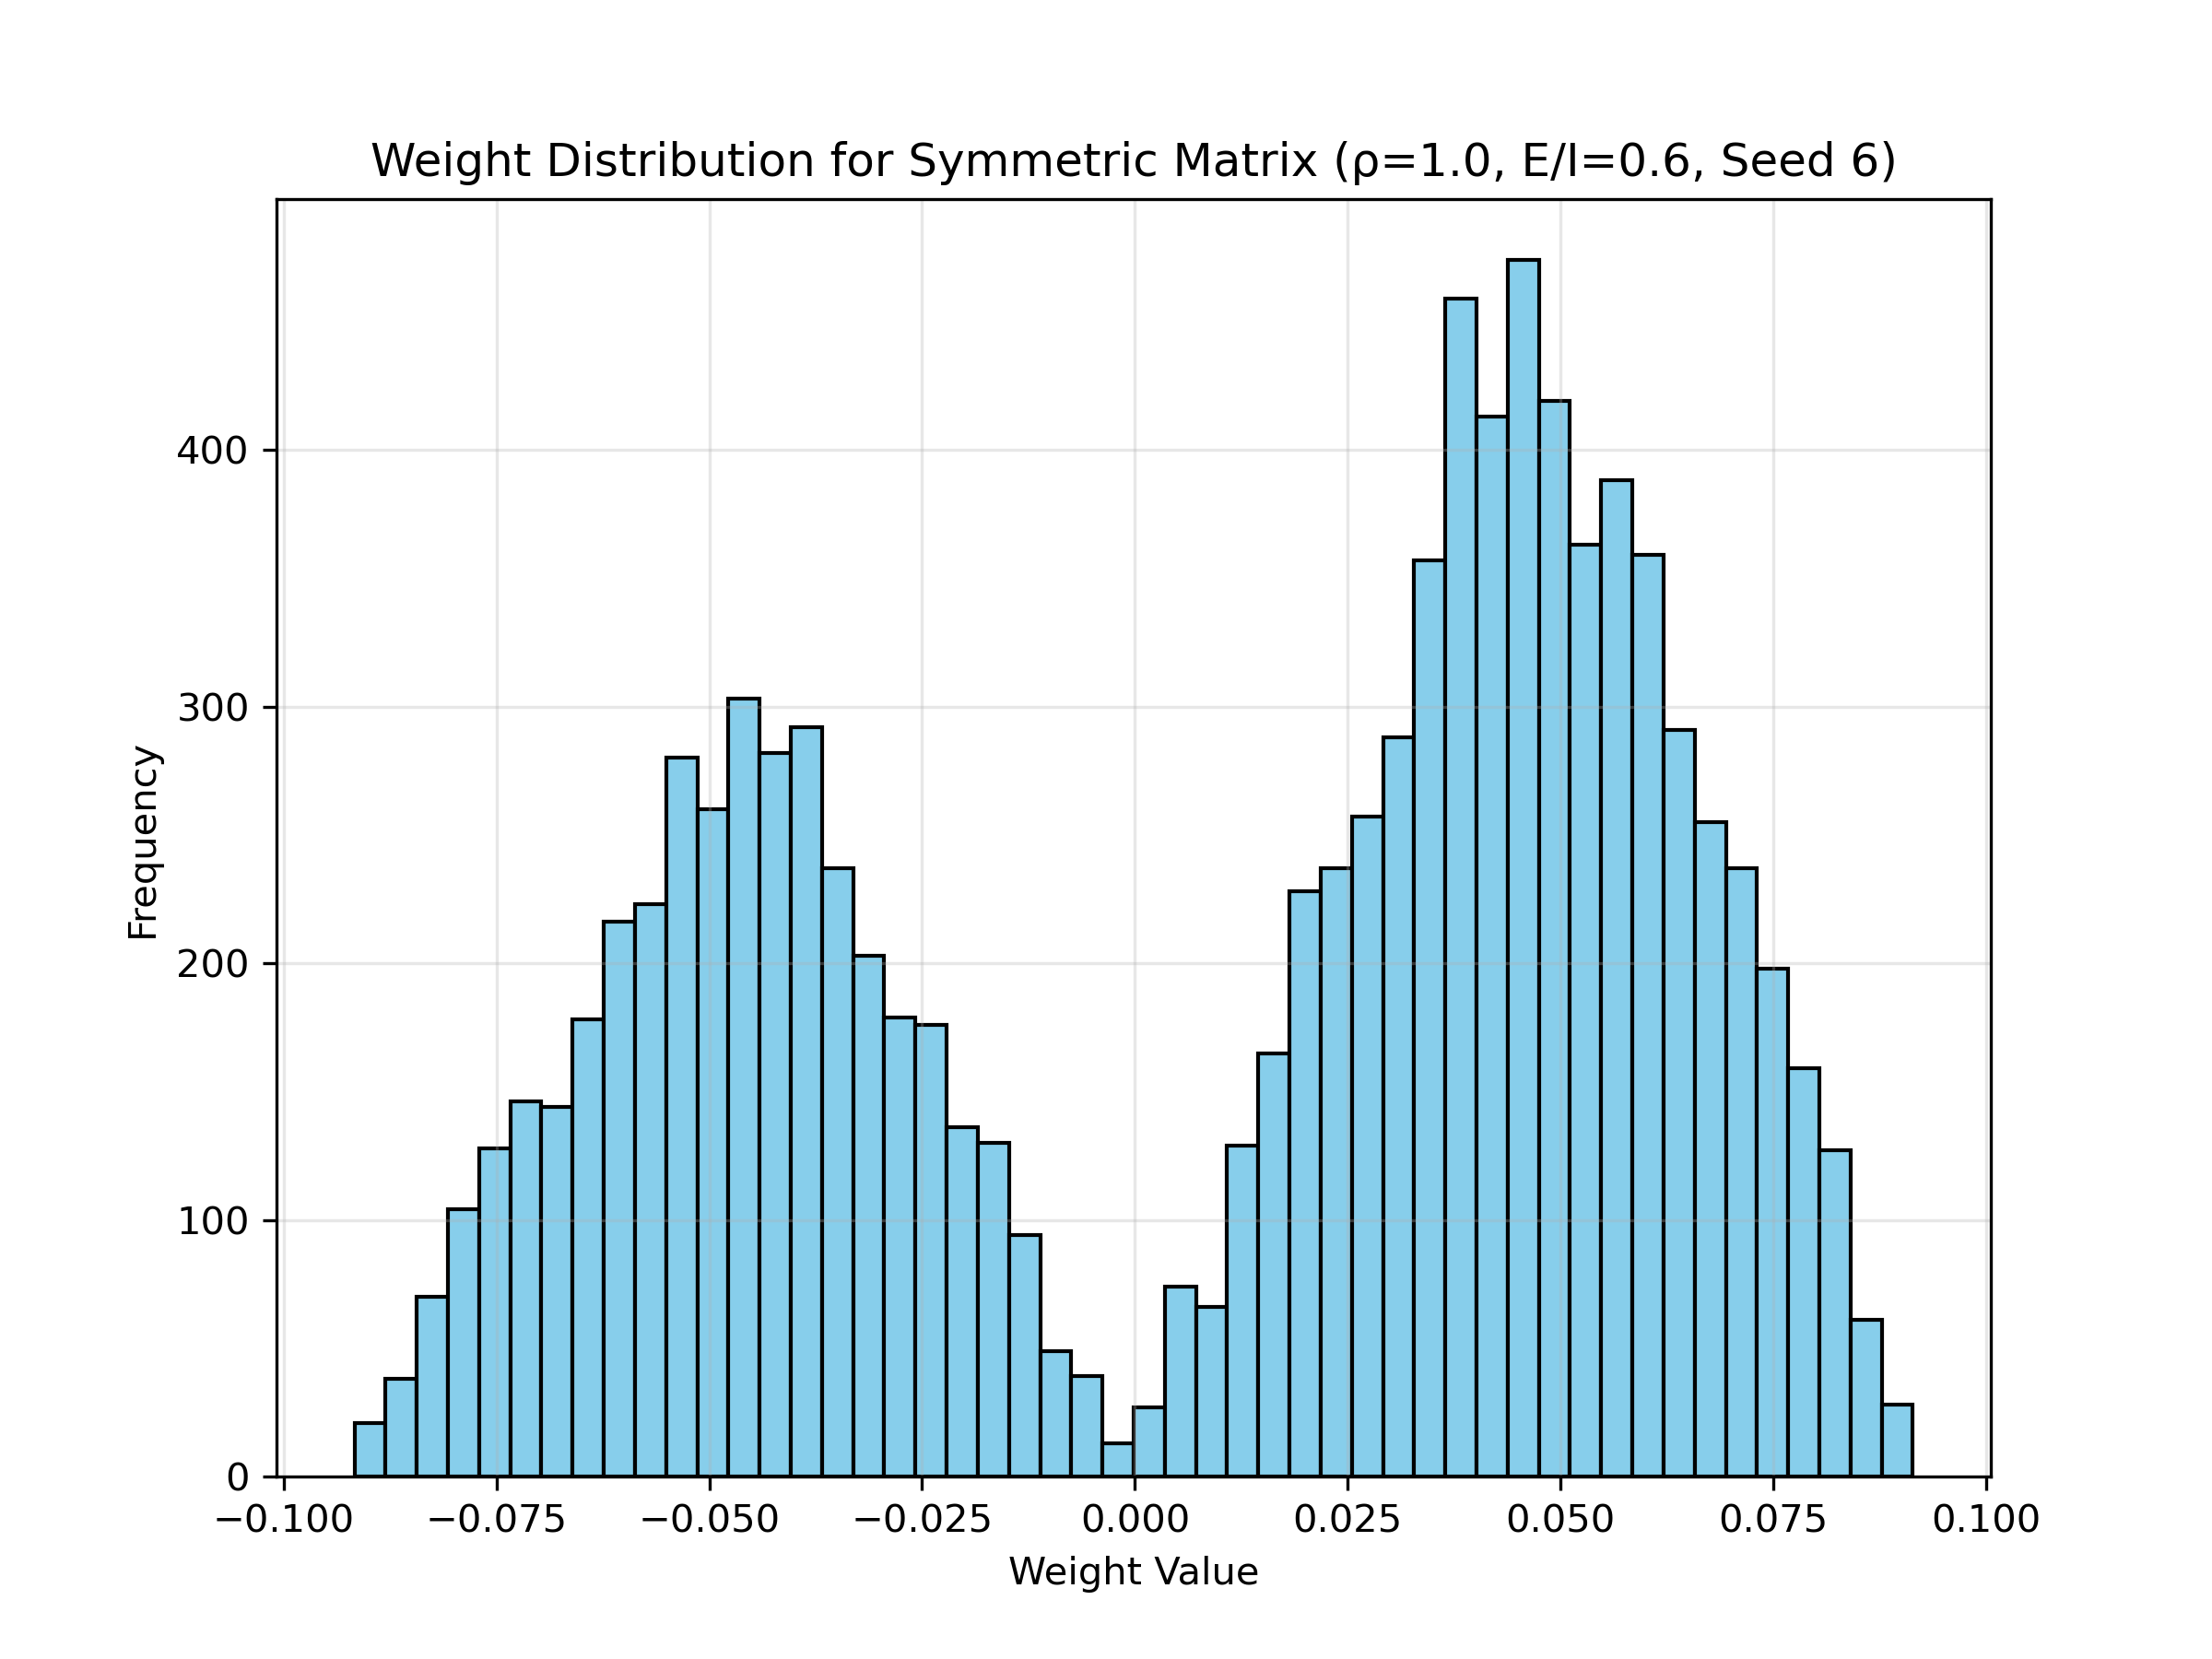 Weight Distribution for Symmetric Matrix (ρ=1.0, E/I=0.6, Seed 6)
Frequency
400
300
200
100
0
−0.100 −0.075 −0.050 −0.025 0.000 0.025 0.050 0.075 0.100
Weight Value